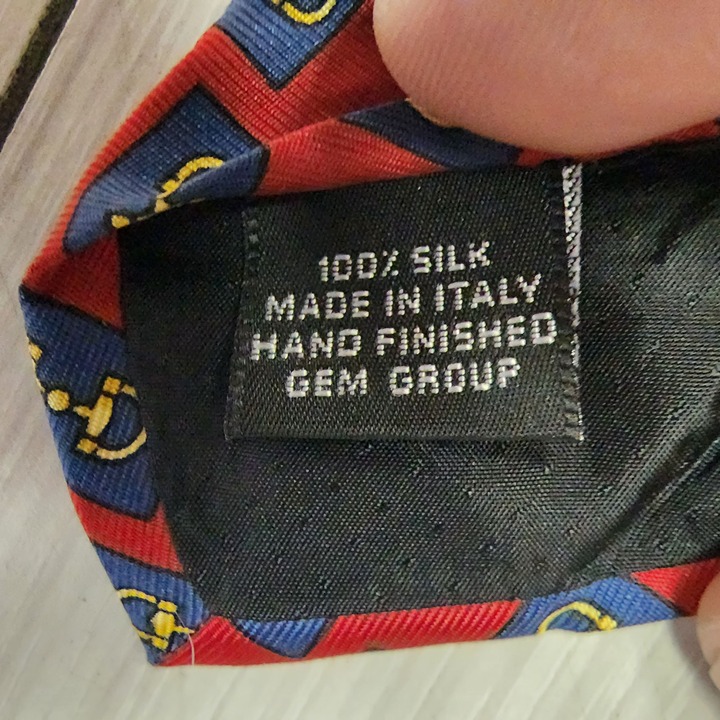 100% SILK
MADE IN ITALY
HAND FINISHED
GEM GROUP